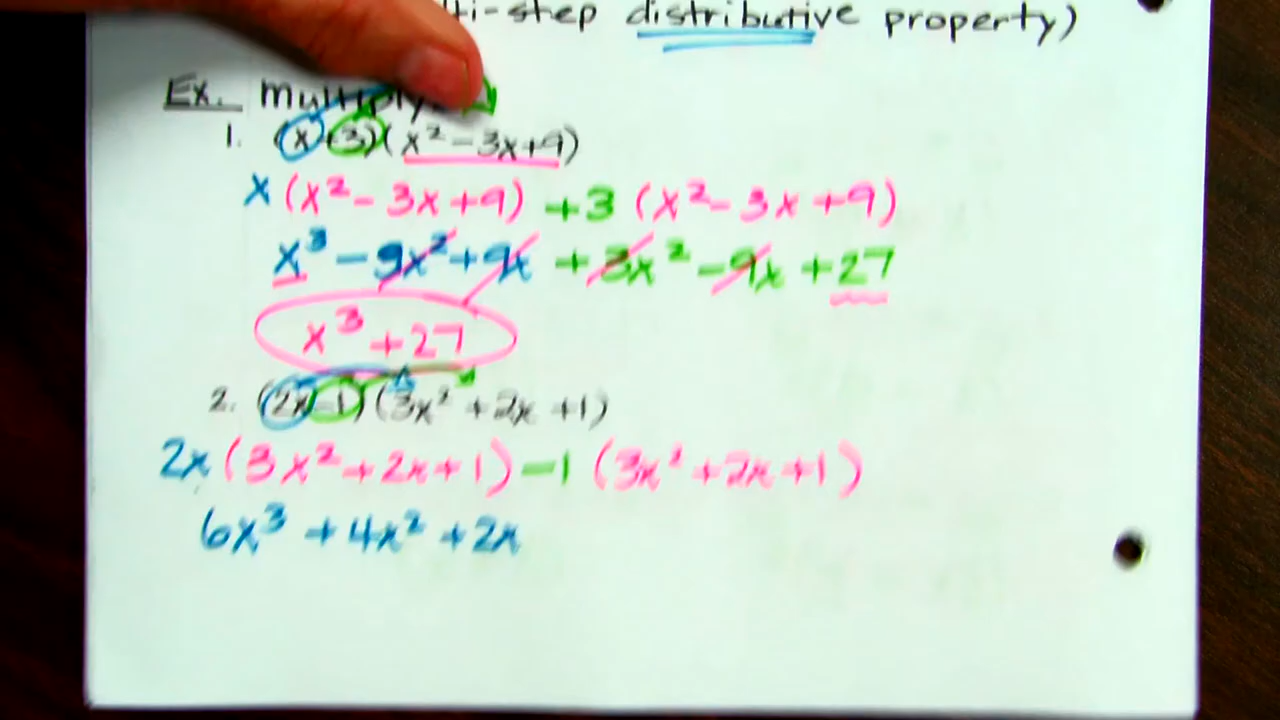 ti-step distributive property)
Ex. multiply
1. (x+3)(x²-3x+9)
x(x²-3x+9) +3 (x²-3x+9)
x³ - 3x² + 9x + 3x² - 9x + 27
x³ + 27
2. (2x-1)(3x² + 2x + 1)
2x(3x²+2x+1) -1 (3x²+2x+1)
6x³ + 4x² + 2x